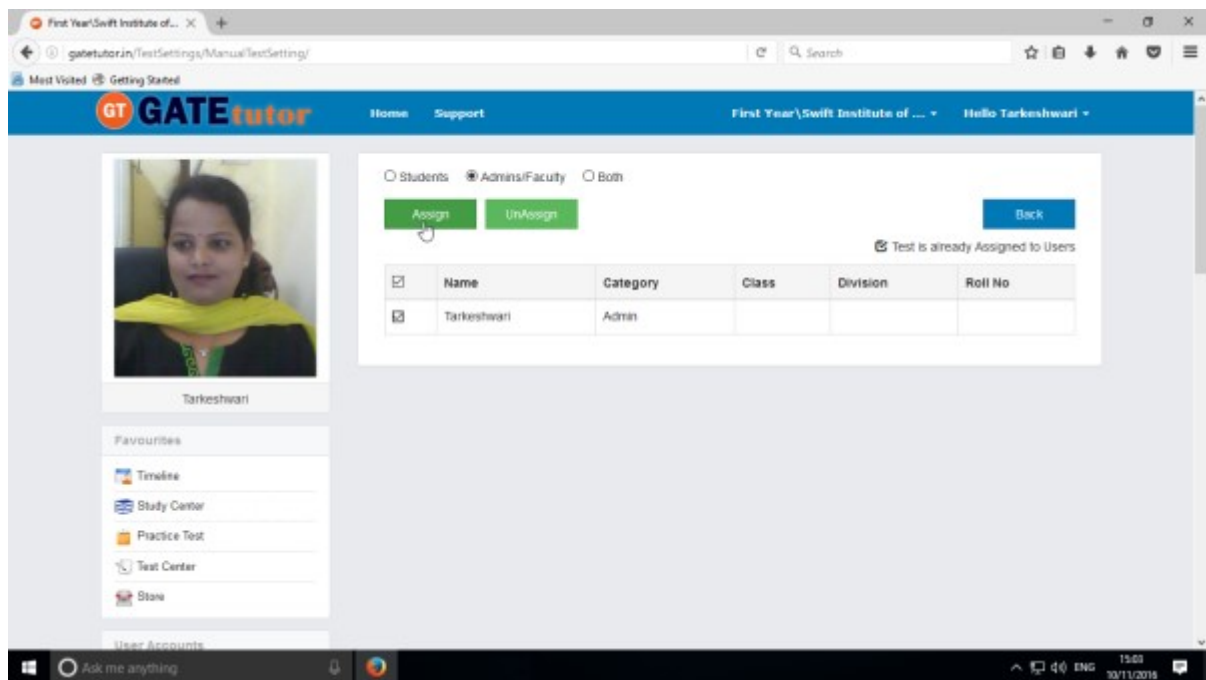 First Year\Swift Institute of...
gatetutor.in/TestSettings/ManualTestSetting/
Search
Most Visited Getting Started
GT GATEtutor Home Support First Year\Swift Institute of .... Hello Tarkeshwari
Students Admins/Faculty Both
Assign UnAssign Back
Test is already Assigned to Users
Name Category Class Division Roll No
Tarkeshwari Admin
Tarkeshwari
Favourites
Timeline
Study Center
Practice Test
Test Center
Store
User Accounts
Ask me anything ENG 15:03
10/11/2016